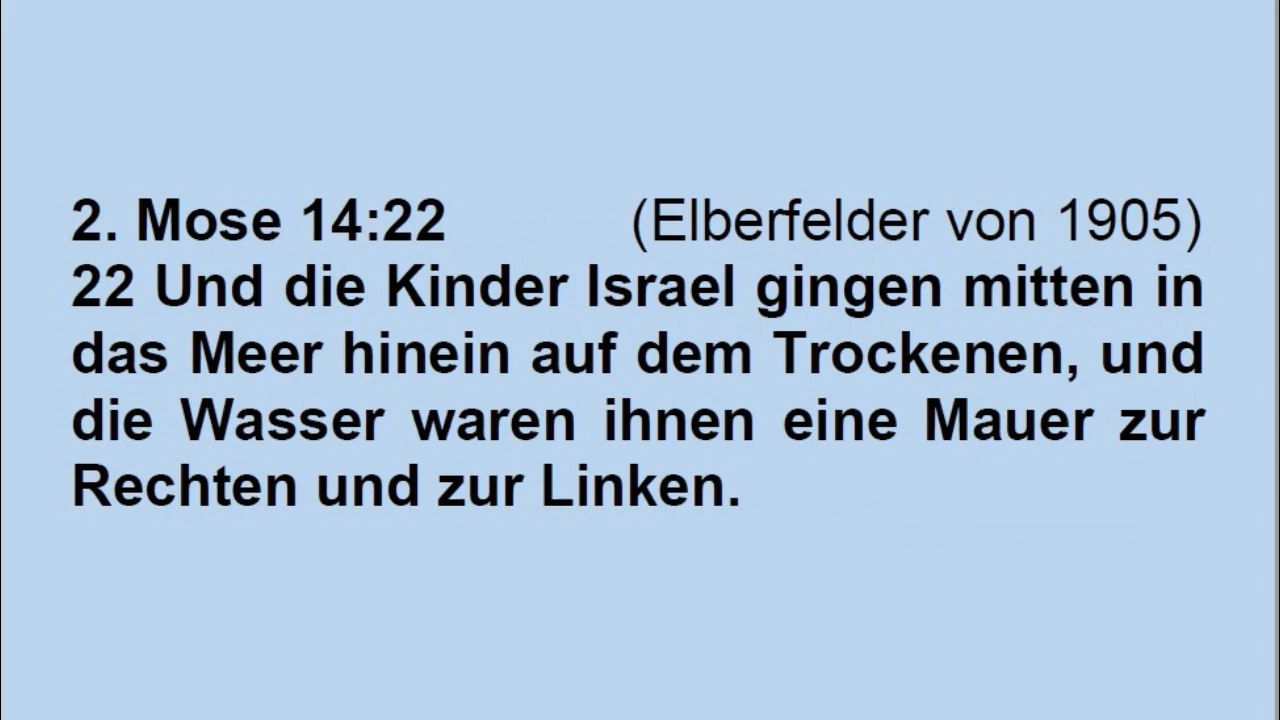 2. Mose 14:22 (Elberfelder von 1905)
22 Und die Kinder Israel gingen mitten in
das Meer hinein auf dem Trockenen, und
die Wasser waren ihnen eine Mauer zur
Rechten und zur Linken.